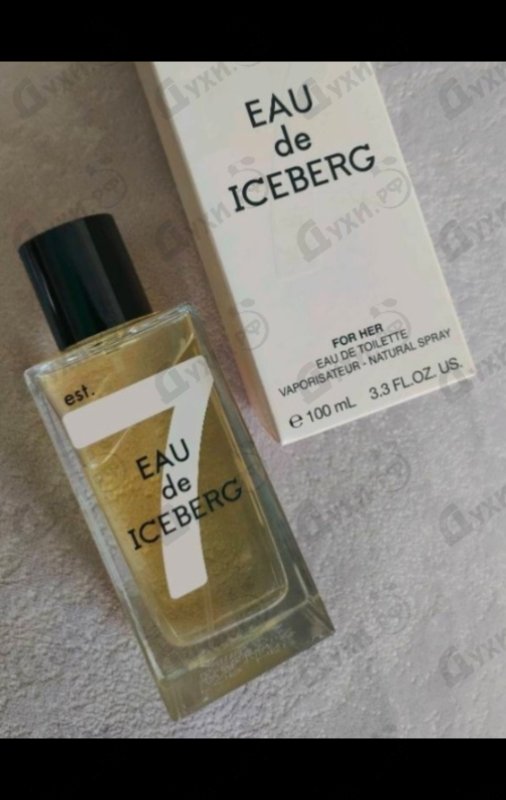 EAU
de
ICEBERG
FOR HER
EAU DE TOILETTE
VAPORISATEUR - NATURAL SPRAY
℮ 100 mL 3.3 FL.OZ. US.
est.
7
EAU
de
ICEBERG
Духи.рф